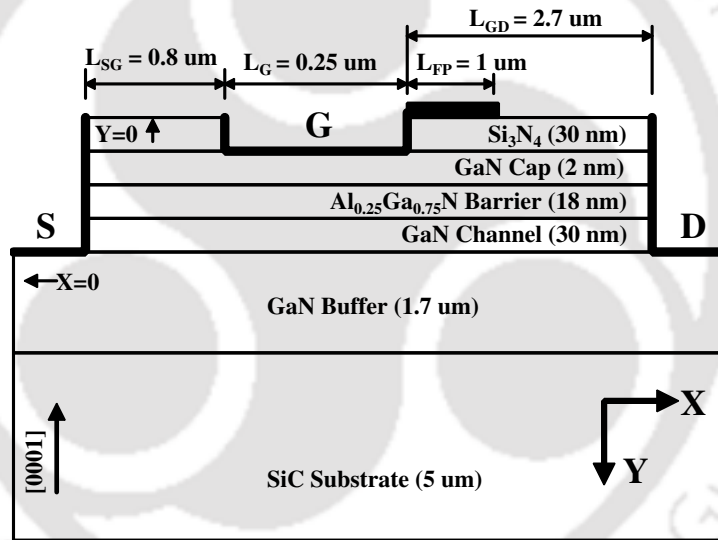 L_GD = 2.7 um
L_SG = 0.8 um
L_G = 0.25 um
L_FP = 1 um
Y=0
G
Si₃N₄ (30 nm)
GaN Cap (2 nm)
Al₀.₂₅Ga₀.₇₅N Barrier (18 nm)
S
GaN Channel (30 nm)
D
X=0
GaN Buffer (1.7 um)
X
[0001]
Y
SiC Substrate (5 um)